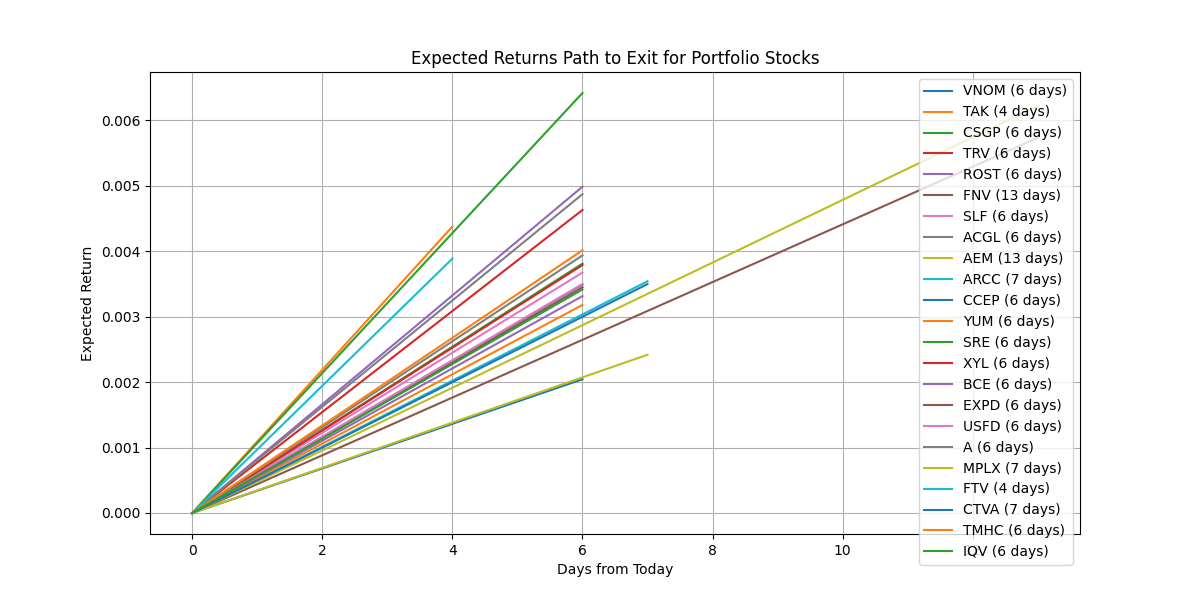 Expected Returns Path to Exit for Portfolio Stocks
Expected Return
0.006
0.005
0.004
0.003
0.002
0.001
0.000
0
2
4
6
8
10
Days from Today
VNOM (6 days)
TAK (4 days)
CSGP (6 days)
TRV (6 days)
ROST (6 days)
FNV (13 days)
SLF (6 days)
ACGL (6 days)
AEM (13 days)
ARCC (7 days)
CCEP (6 days)
YUM (6 days)
SRE (6 days)
XYL (6 days)
BCE (6 days)
EXPD (6 days)
USFD (6 days)
A (6 days)
MPLX (7 days)
FTV (4 days)
CTVA (7 days)
TMHC (6 days)
IQV (6 days)